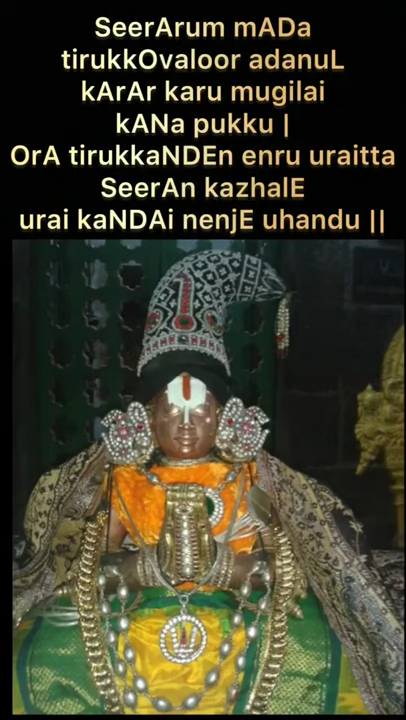 SeerArum mADa
tirukkOvaloor adanuL
kArAr karu mugilai
kANa pukku |
OrA tirukkaNDEn enru uraitta
SeerAn kazhalE
urai kaNDAi nenjE uhandu ||